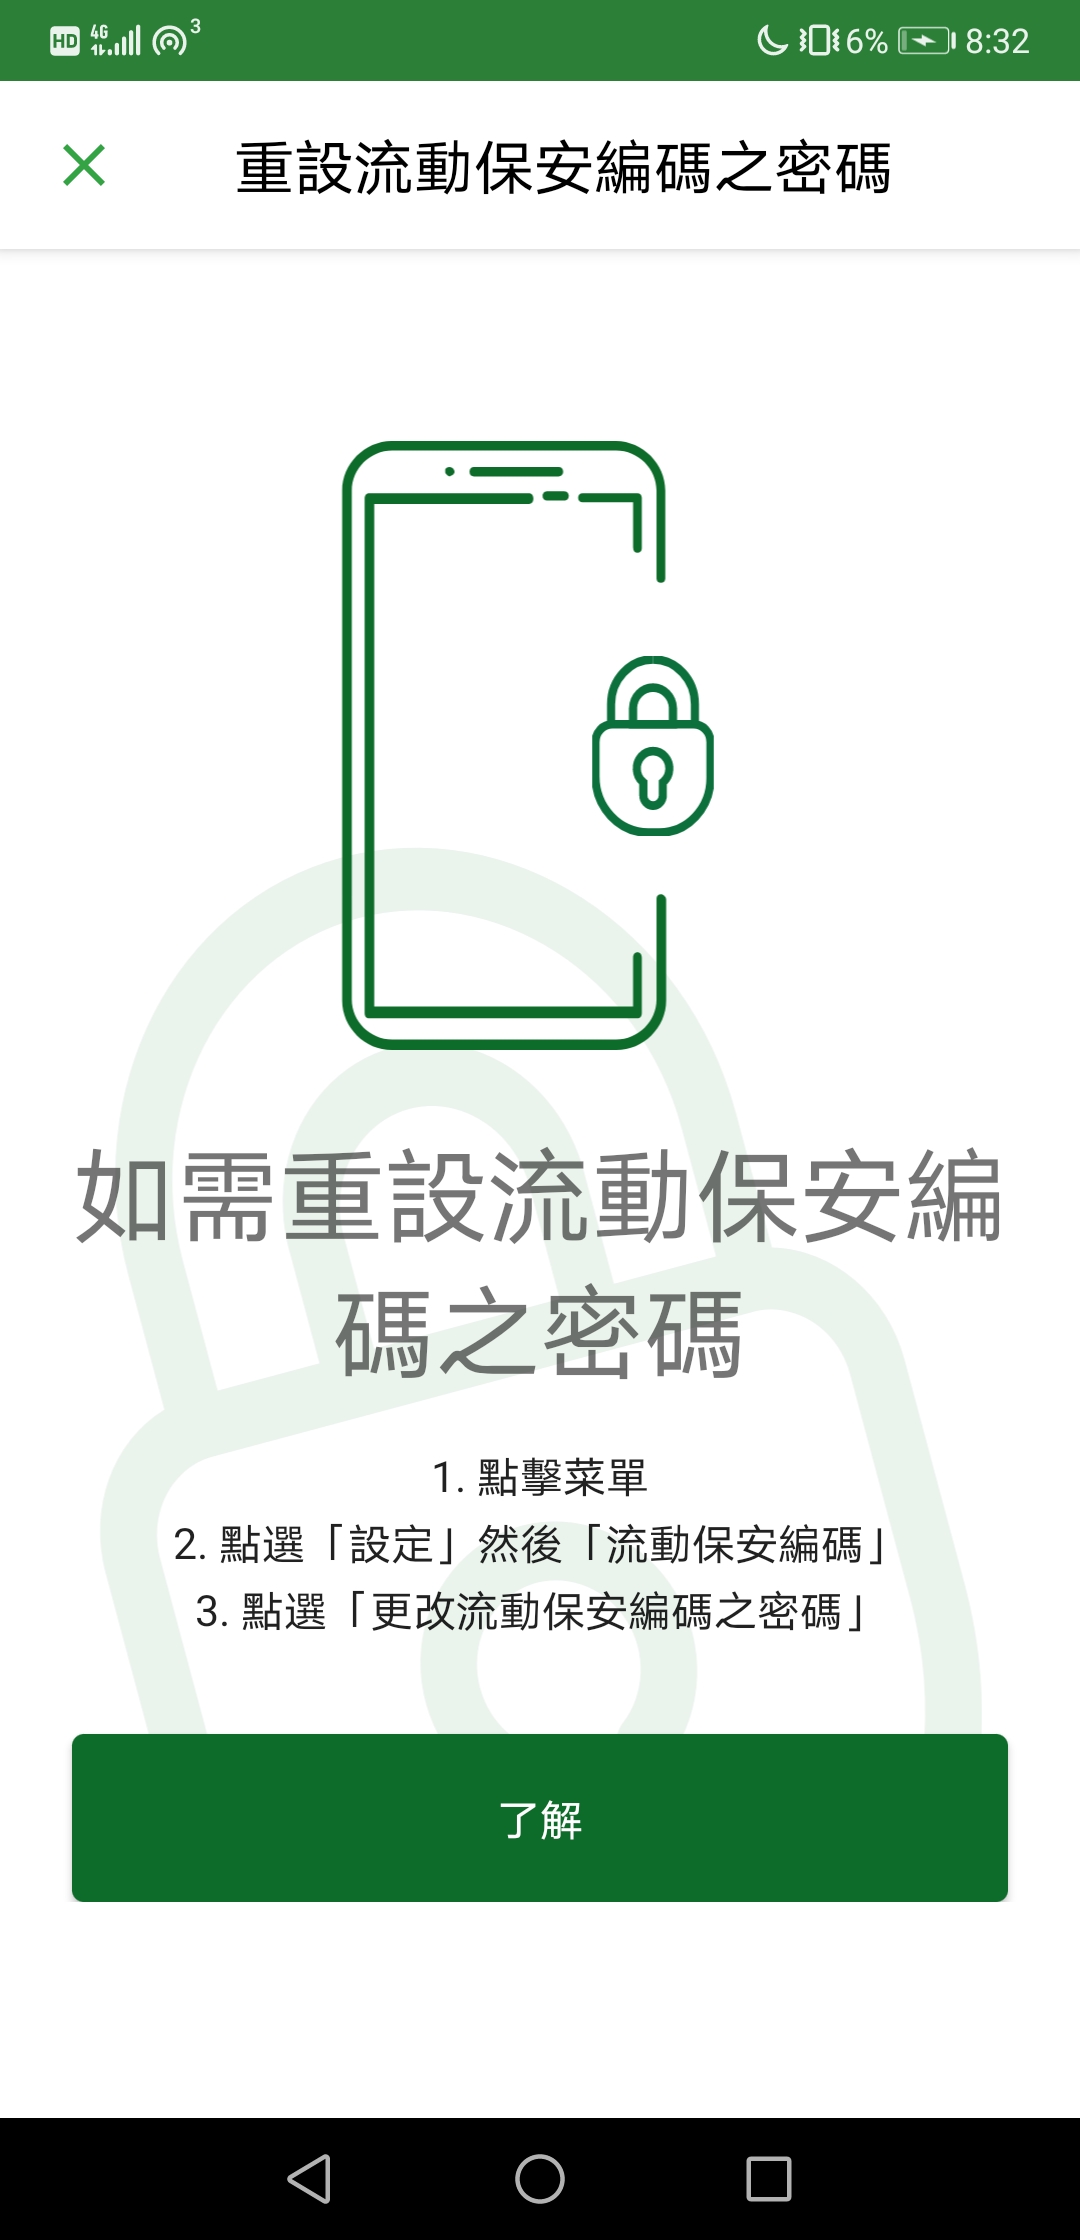 HD 4G 3 6% 8:32
重設流動保安編碼之密碼
如需重設流動保安編
碼之密碼
1. 點擊菜單
2. 點選「設定」然後「流動保安編碼」
3. 點選「更改流動保安編碼之密碼」
了解